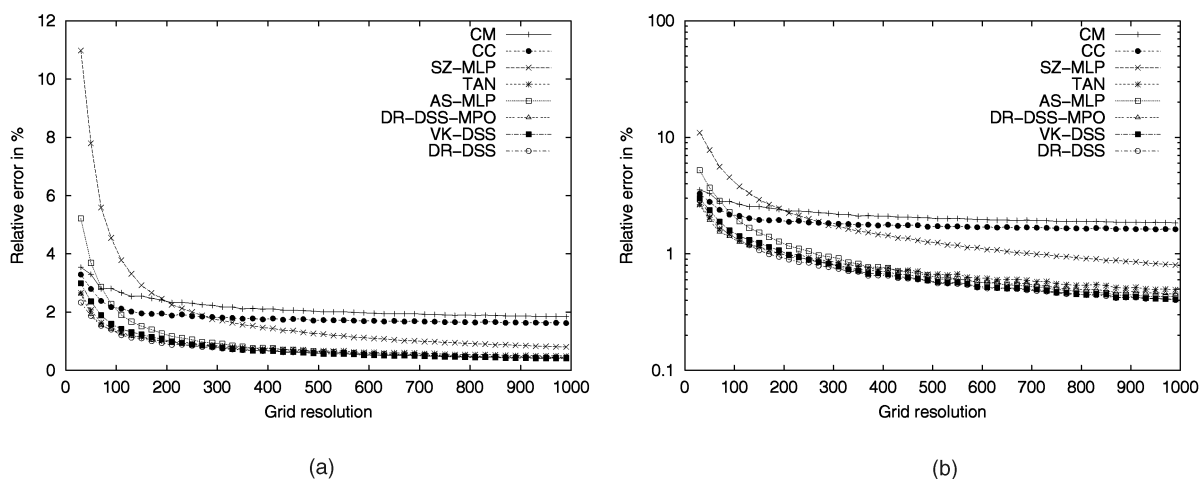 12
10
8
6
4
2
0
Relative error in %
CM
CC
SZ-MLP
TAN
AS-MLP
DR-DSS-MPO
VK-DSS
DR-DSS
0 100 200 300 400 500 600 700 800 900 1000
Grid resolution
(a)
100
10
1
0.1
Relative error in %
CM
CC
SZ-MLP
TAN
AS-MLP
DR-DSS-MPO
VK-DSS
DR-DSS
0 100 200 300 400 500 600 700 800 900 1000
Grid resolution
(b)